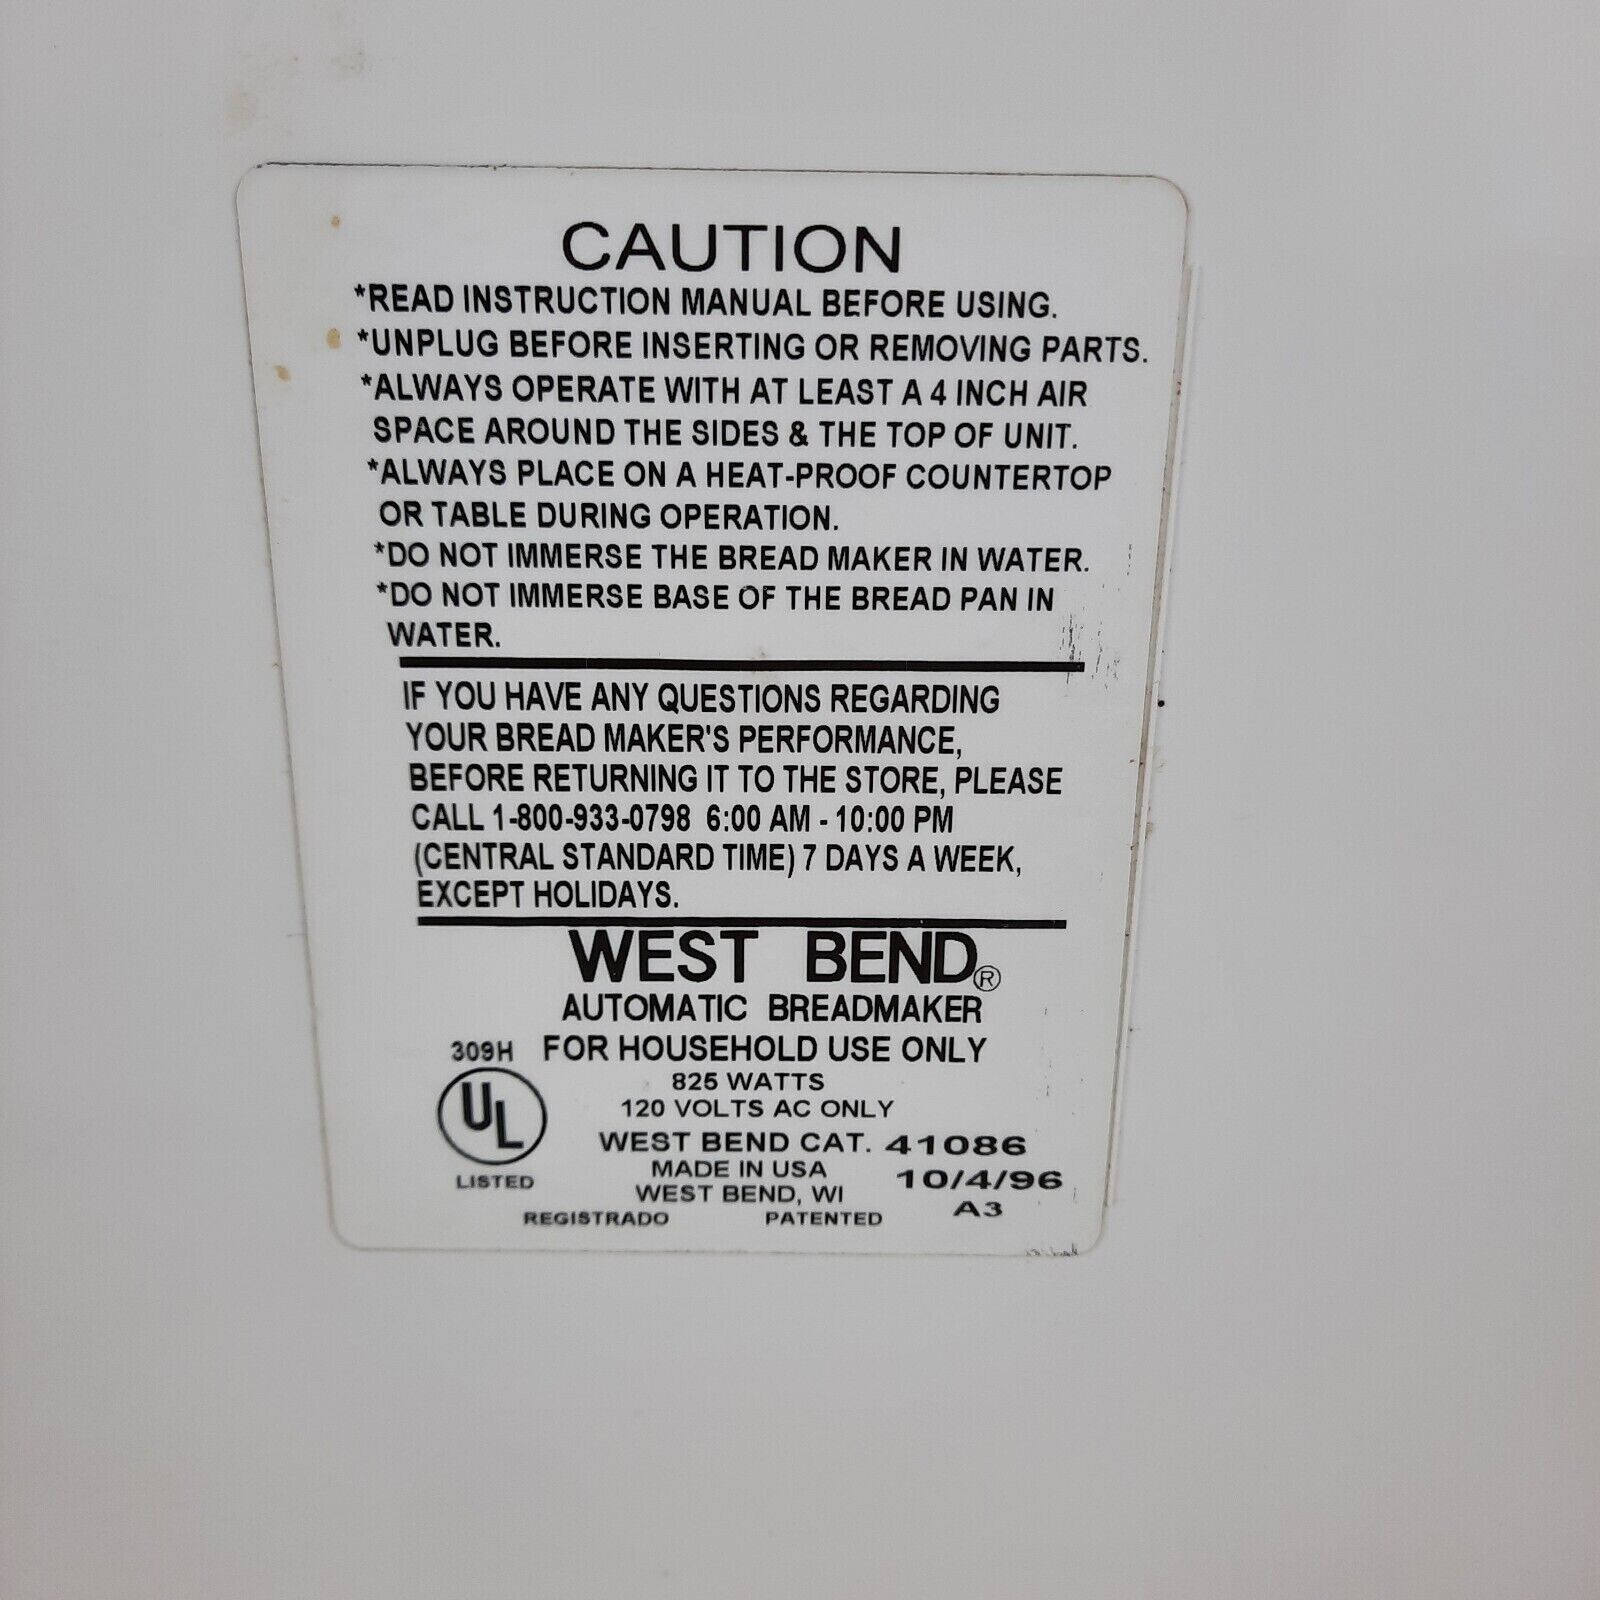 CAUTION
*READ INSTRUCTION MANUAL BEFORE USING.
*UNPLUG BEFORE INSERTING OR REMOVING PARTS.
*ALWAYS OPERATE WITH AT LEAST A 4 INCH AIR
SPACE AROUND THE SIDES & THE TOP OF UNIT.
*ALWAYS PLACE ON A HEAT-PROOF COUNTERTOP
OR TABLE DURING OPERATION.
*DO NOT IMMERSE THE BREAD MAKER IN WATER.
*DO NOT IMMERSE BASE OF THE BREAD PAN IN
WATER.
IF YOU HAVE ANY QUESTIONS REGARDING
YOUR BREAD MAKER'S PERFORMANCE,
BEFORE RETURNING IT TO THE STORE, PLEASE
CALL 1-800-933-0798 6:00 AM - 10:00 PM
(CENTRAL STANDARD TIME) 7 DAYS A WEEK,
EXCEPT HOLIDAYS.
WEST BEND®
AUTOMATIC BREADMAKER
309H FOR HOUSEHOLD USE ONLY
UL
LISTED
825 WATTS
120 VOLTS AC ONLY
WEST BEND CAT. 41086
MADE IN USA 10/4/96
WEST BEND, WI A3
REGISTRADO PATENTED